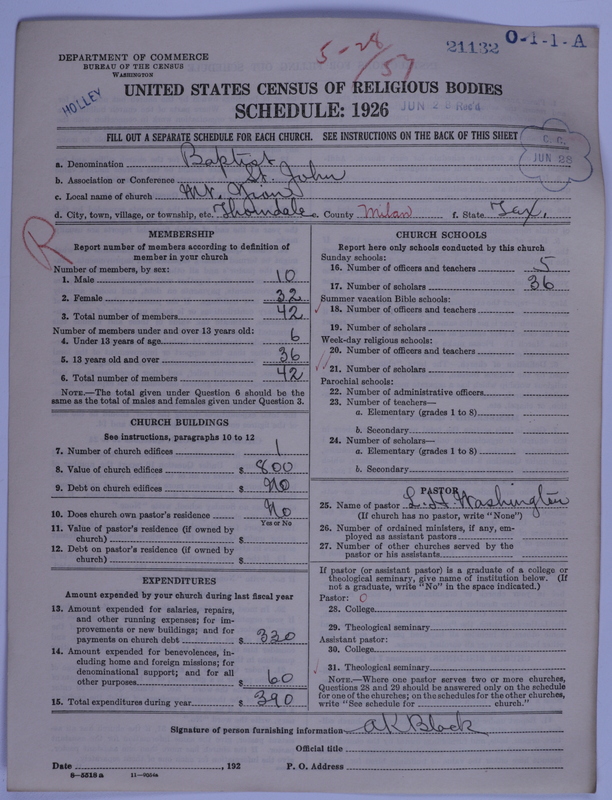 5-28/57
21132
O-1-1-A
DEPARTMENT OF COMMERCE
BUREAU OF THE CENSUS
WASHINGTON
HOLLEY
UNITED STATES CENSUS OF RELIGIOUS BODIES
SCHEDULE: 1926
JUN 2 Rec'd
FILL OUT A SEPARATE SCHEDULE FOR EACH CHURCH. SEE INSTRUCTIONS ON THE BACK OF THIS SHEET
C. C.
JUN 28
a. Denomination Baptist
b. Association or Conference St. John
c. Local name of church Mt. Zion
d. City, town, village, or township, etc. Thorndale e. County Milan f. State Tex.
R
MEMBERSHIP
Report number of members according to definition of
member in your church
Number of members, by sex:
1. Male 10
2. Female 32
3. Total number of members 42
Number of members under and over 13 years old:
4. Under 13 years of age 6
5. 13 years old and over 36
6. Total number of members 42
NOTE.—The total given under Question 6 should be
same as the total of males and females given under Question 3.
CHURCH BUILDINGS
See instructions, paragraphs 10 to 12
7. Number of church edifices 1
8. Value of church edifices $ 800
9. Debt on church edifices $ No
10. Does church own pastor's residence No
Yes or No
11. Value of pastor's residence (if owned by
church) $
12. Debt on pastor's residence (if owned by
church) $
EXPENDITURES
Amount expended by your church during last fiscal year
13. Amount expended for salaries, repairs,
and other running expenses; for im-
provements or new buildings; and for
payments on church debt $ 330
14. Amount expended for benevolences, in-
cluding home and foreign missions; for
denominational support; and for all
other purposes $ 60
15. Total expenditures during year $ 390
CHURCH SCHOOLS
Report here only schools conducted by this church
Sunday schools:
16. Number of officers and teachers 5
17. Number of scholars 36
Summer vacation Bible schools:
18. Number of officers and teachers
19. Number of scholars
Week-day religious schools:
20. Number of officers and teachers
21. Number of scholars
Parochial schools:
22. Number of administrative officers
23. Number of teachers—
a. Elementary (grades 1 to 8)
b. Secondary
24. Number of scholars—
a. Elementary (grades 1 to 8)
b. Secondary
PASTOR
25. Name of pastor L. H. Washington
(If church has no pastor, write "None")
26. Number of ordained ministers, if any, em-
ployed as assistant pastors
27. Number of other churches served by the
pastor or his assistants
If pastor (or assistant pastor) is a graduate of a college or
theological seminary, give name of institution below. (If
not a graduate, write "No" in the space indicated.)
Pastor: 0
28. College
29. Theological seminary
Assistant pastor:
30. College
31. Theological seminary
NOTE.—Where one pastor serves two or more churches,
Questions 28 and 29 should be answered only on the schedule
for one of the churches; on the schedules for the other churches,
write "See schedule for church."
Signature of person furnishing information A K Black
Official title
Date , 192 P. O. Address
8—5518 a 11—9054a